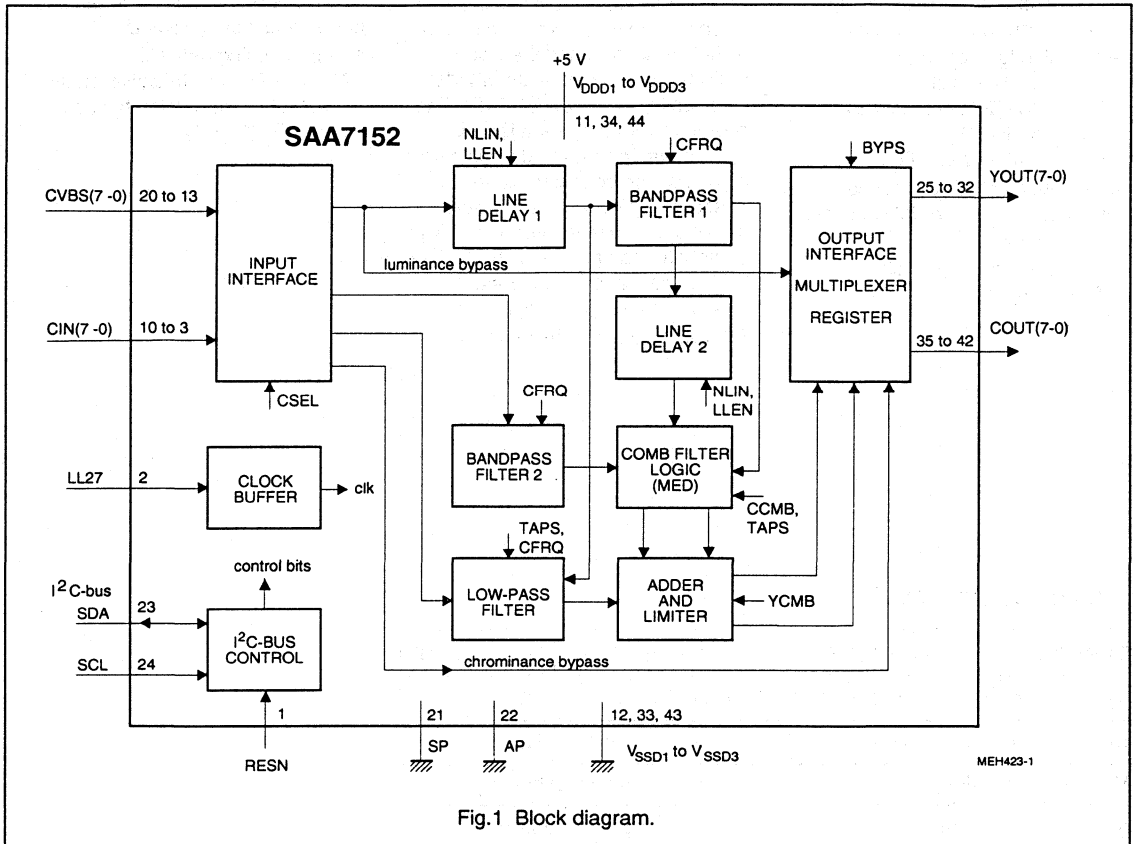 +5 V
VDDD1 to VDDD3
11, 34, 44
SAA7152
NLIN,
LLEN
CFRQ
BYPS
CVBS(7 -0)
20 to 13
LINE
DELAY 1
BANDPASS
FILTER 1
25 to 32
YOUT(7-0)
INPUT
INTERFACE
luminance bypass
OUTPUT
INTERFACE
MULTIPLEXER
REGISTER
CIN(7 -0)
10 to 3
LINE
DELAY 2
35 to 42
COUT(7-0)
CSEL
CFRQ
NLIN,
LLEN
LL27
2
CLOCK
BUFFER
clk
BANDPASS
FILTER 2
COMB FILTER
LOGIC
(MED)
CCMB,
TAPS
TAPS,
CFRQ
control bits
I²C-bus
SDA
23
I²C-BUS
CONTROL
LOW-PASS
FILTER
ADDER
AND
LIMITER
YCMB
SCL
24
chrominance bypass
1
21
22
12, 33, 43
RESN
SP
AP
VSSD1 to VSSD3
MEH423-1
Fig.1 Block diagram.